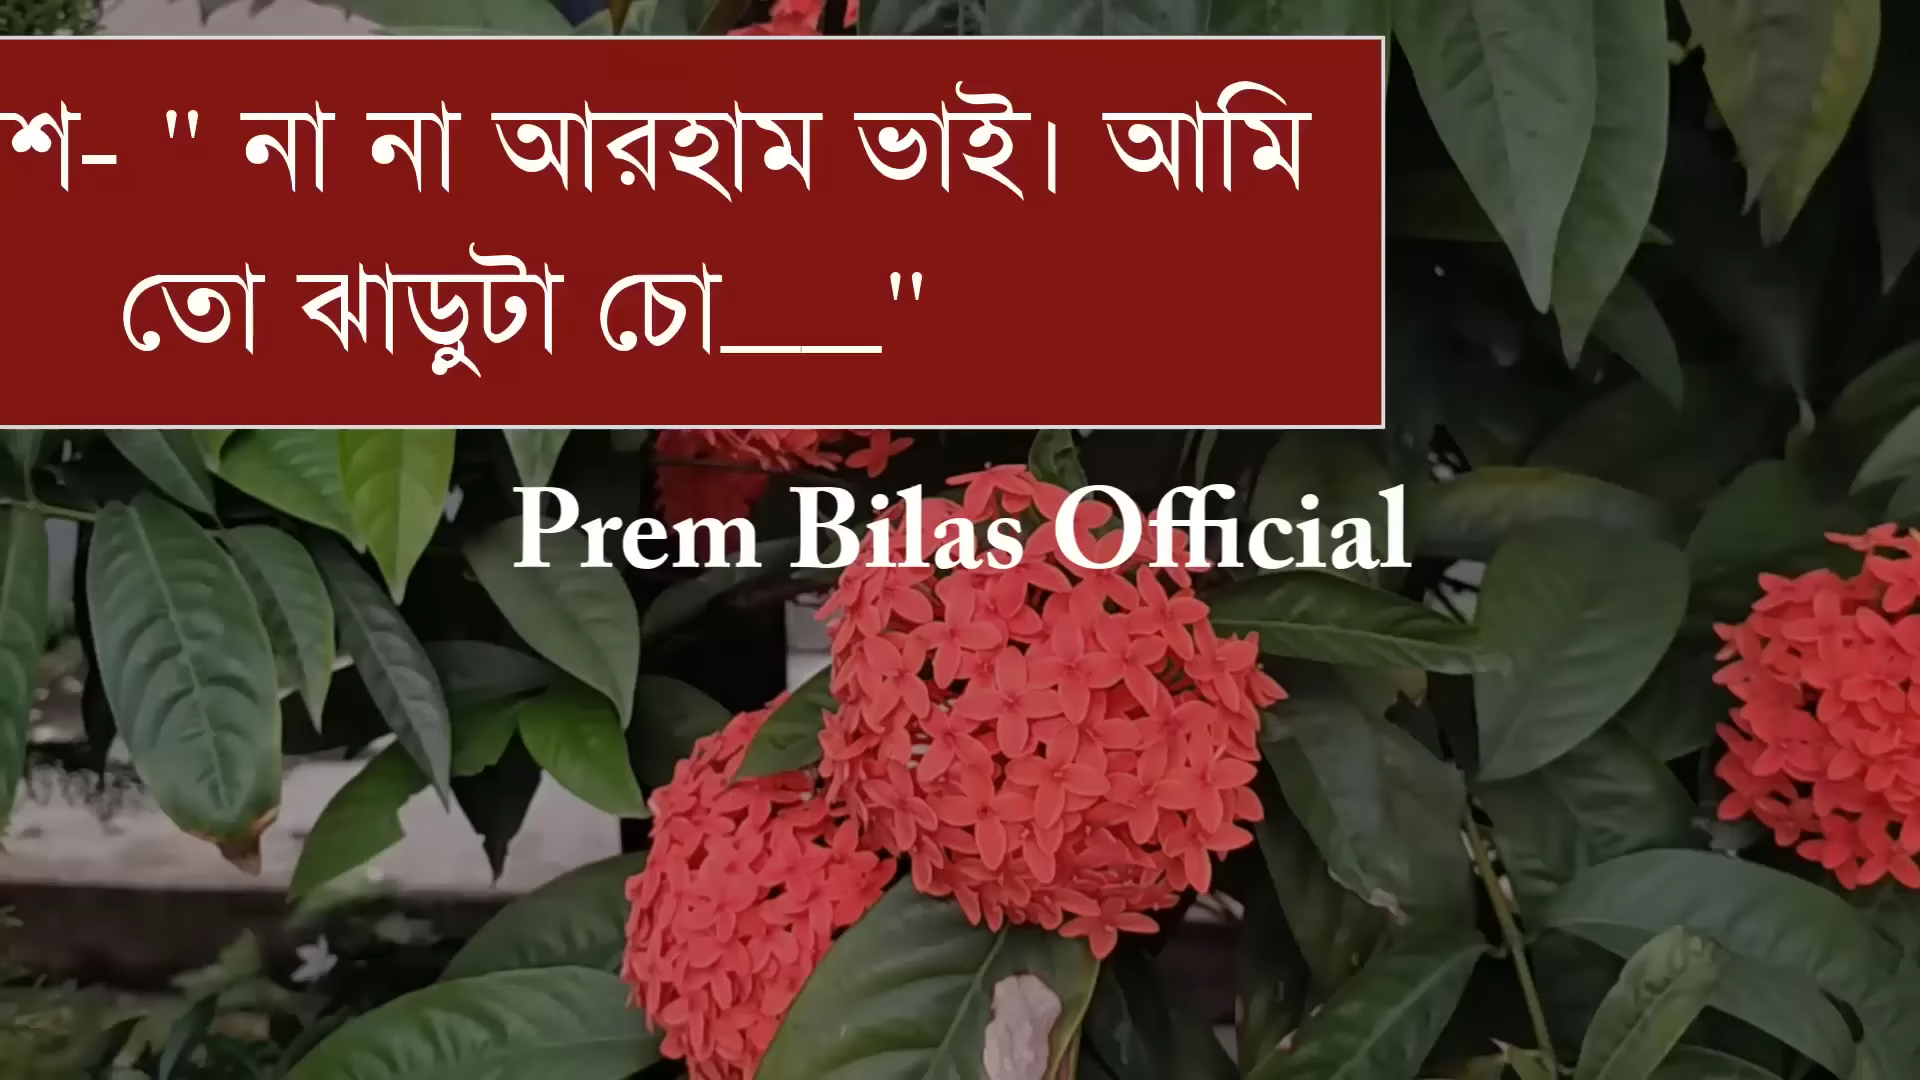 শ- " না না আরহাম ভাই। আমি
তো ঝাড়ুটা চো___"
Prem Bilas Official